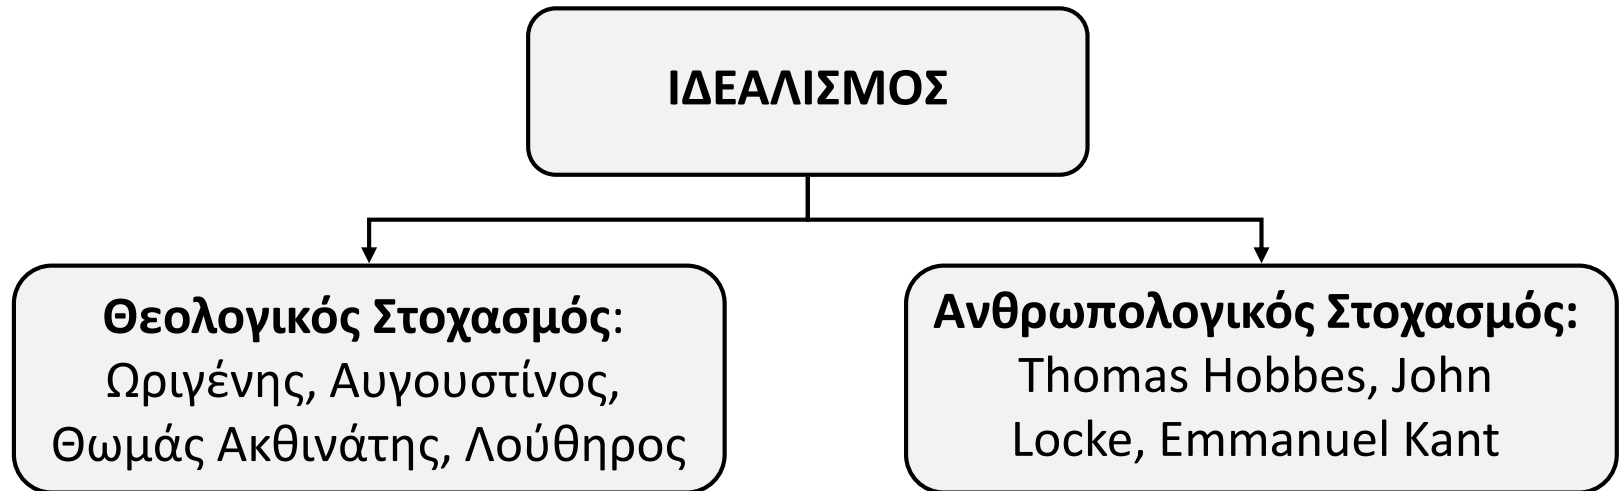 ΙΔΕΑΛΙΣΜΟΣ
Θεολογικός Στοχασμός:
Ωριγένης, Αυγουστίνος,
Θωμάς Ακθινάτης, Λούθηρος
Ανθρωπολογικός Στοχασμός:
Thomas Hobbes, John
Locke, Emmanuel Kant